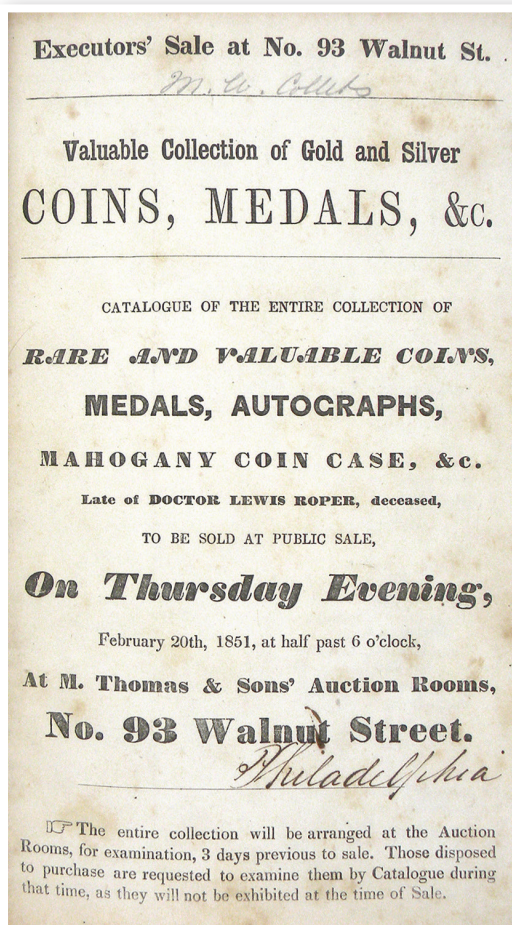 Executors' Sale at No. 93 Walnut St.
M. W. Collets
Valuable Collection of Gold and Silver
COINS, MEDALS, &c.
CATALOGUE OF THE ENTIRE COLLECTION OF
RARE AND VALUABLE COINS,
MEDALS, AUTOGRAPHS,
MAHOGANY COIN CASE, &c.
Late of DOCTOR LEWIS ROPER, deceased,
TO BE SOLD AT PUBLIC SALE,
On Thursday Evening,
February 20th, 1851, at half past 6 o'clock,
At M. Thomas & Sons' Auction Rooms,
No. 93 Walnut Street.
Philadelphia
☞ The entire collection will be arranged at the Auction
Rooms, for examination, 3 days previous to sale. Those disposed
to purchase are requested to examine them by Catalogue during
that time, as they will not be exhibited at the time of Sale.